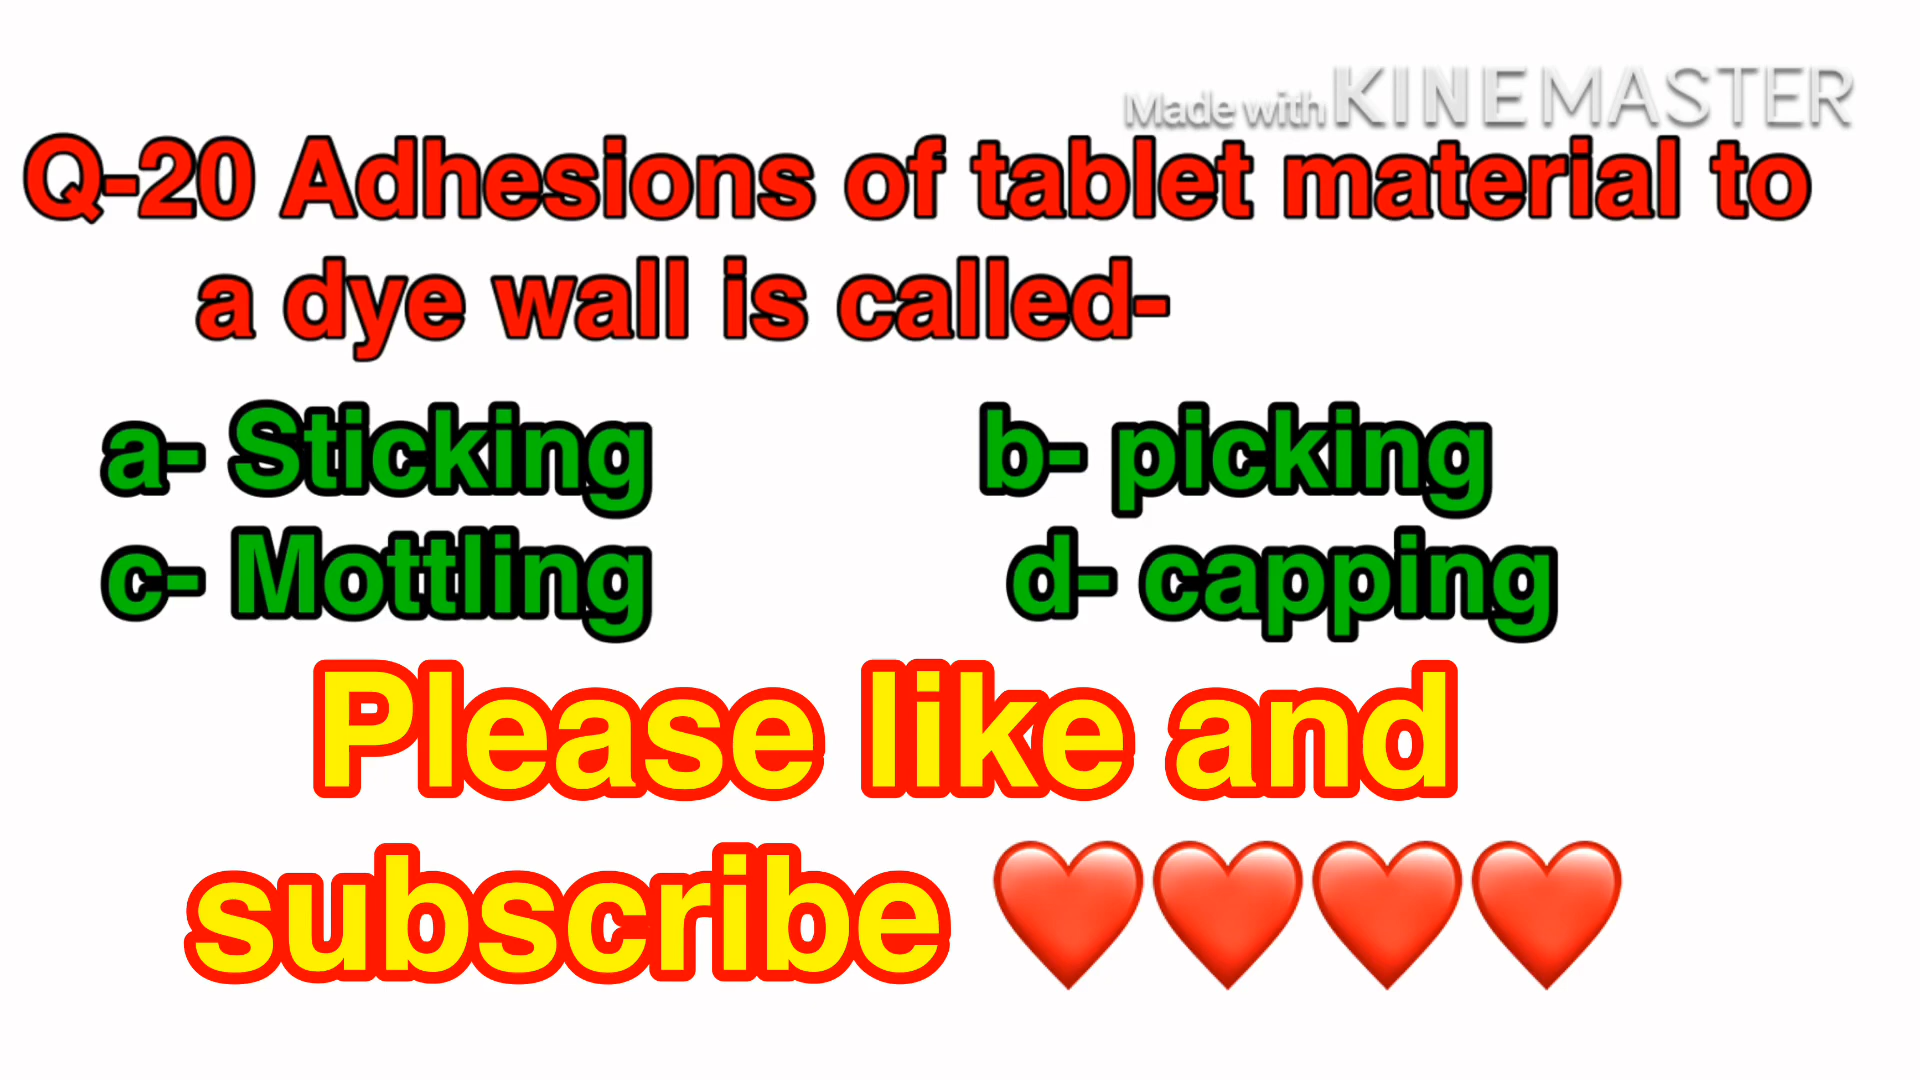 Made with KINEMASTER
Q-20 Adhesions of tablet material to
a dye wall is called-
a- Sticking b- picking
c- Mottling d- capping
Please like and
subscribe ❤️❤️❤️❤️